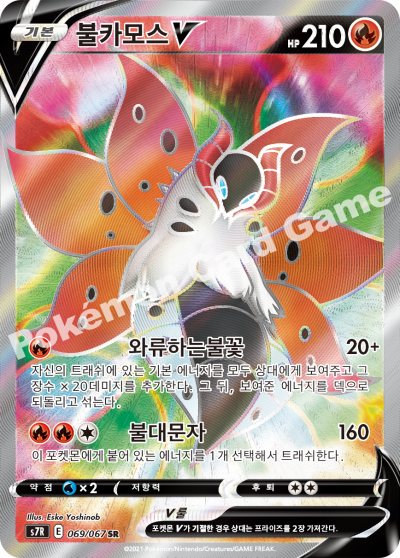 기본 불카모스V HP 210
Pokémon Card Game
와류하는불꽃 20+
자신의 트래쉬에 있는 기본 에너지를 모두 상대에게 보여주고 그
장수 ×20데미지를 추가한다. 그 뒤, 보여준 에너지를 덱으로
되돌리고 섞는다.
불대문자 160
이 포켓몬에게 붙어 있는 에너지를 1개 선택해서 트래쉬한다.
약점 ×2 저항력 후퇴
Illus. Eske Yoshinob
V룰
s7R E 069/067 SR
포켓몬 V가 기절한 경우 상대는 프라이즈를 2장 가져간다.
©2021 Pokémon/Nintendo/Creatures/GAME FREAK.